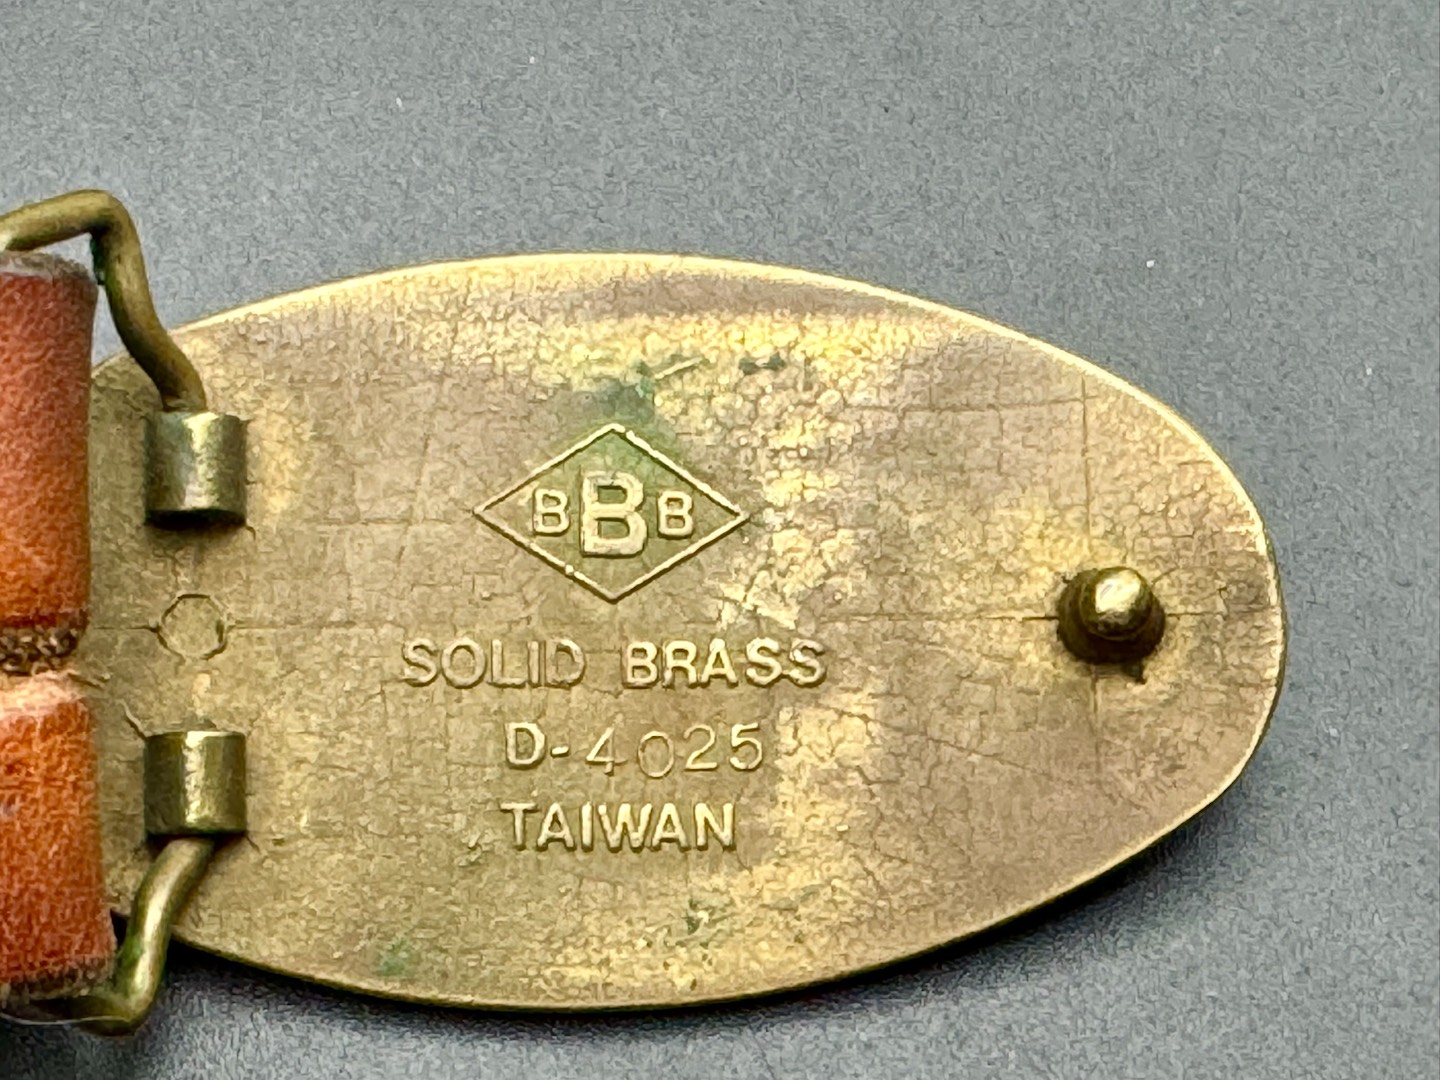 BBB
SOLID BRASS
D-4025
TAIWAN